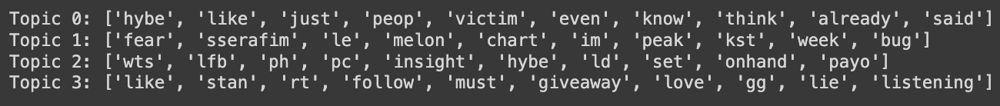 Topic 0: ['hybe', 'like', 'just', 'peop', 'victim', 'even', 'know', 'think', 'already', 'said']
Topic 1: ['fear', 'sserafim', 'le', 'melon', 'chart', 'im', 'peak', 'kst', 'week', 'bug']
Topic 2: ['wts', 'lfb', 'ph', 'pc', 'insight', 'hybe', 'ld', 'set', 'onhand', 'payo']
Topic 3: ['like', 'stan', 'rt', 'follow', 'must', 'giveaway', 'love', 'gg', 'lie', 'listening']